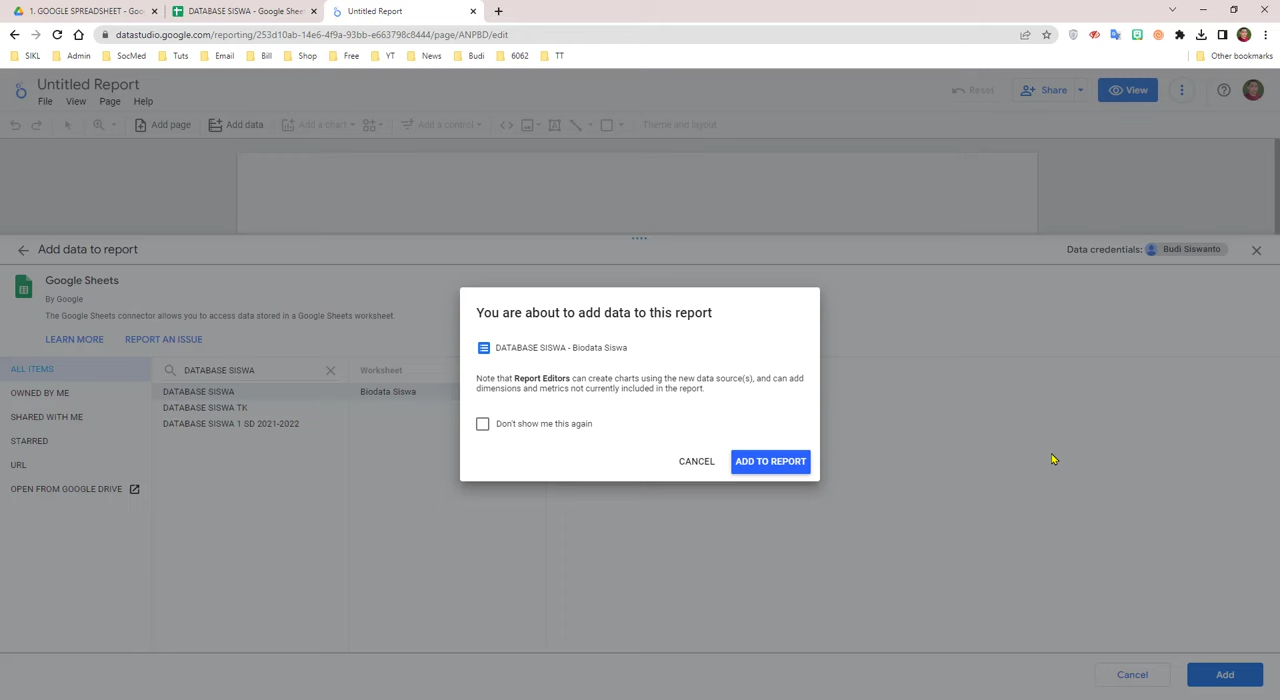 1. GOOGLE SPREADSHEET - Goo
DATABASE SISWA - Google Shee
Untitled Report
datastudio.google.com/reporting/253d10ab-14e6-4f9a-93bb-e663798c8444/page/ANPBD/edit
SIKL
Admin
SocMed
Tuts
Email
Bill
Shop
Free
YT
News
Budi
6062
TT
Other bookmarks
Untitled Report
File
View
Page
Help
Reset
Share
View
Add page
Add data
Add a chart
Add a control
Theme and layout
Add data to report
Data credentials:
Budi Siswanto
Google Sheets
By Google
The Google Sheets connector allows you to access data stored in a Google Sheets worksheet.
LEARN MORE
REPORT AN ISSUE
ALL ITEMS
OWNED BY ME
SHARED WITH ME
STARRED
URL
OPEN FROM GOOGLE DRIVE
DATABASE SISWA
DATABASE SISWA
DATABASE SISWA TK
DATABASE SISWA 1 SD 2021-2022
Worksheet
Biodata Siswa
You are about to add data to this report
DATABASE SISWA - Biodata Siswa
Note that Report Editors can create charts using the new data source(s), and can add
dimensions and metrics not currently included in the report.
Don't show me this again
CANCEL
ADD TO REPORT
Cancel
Add